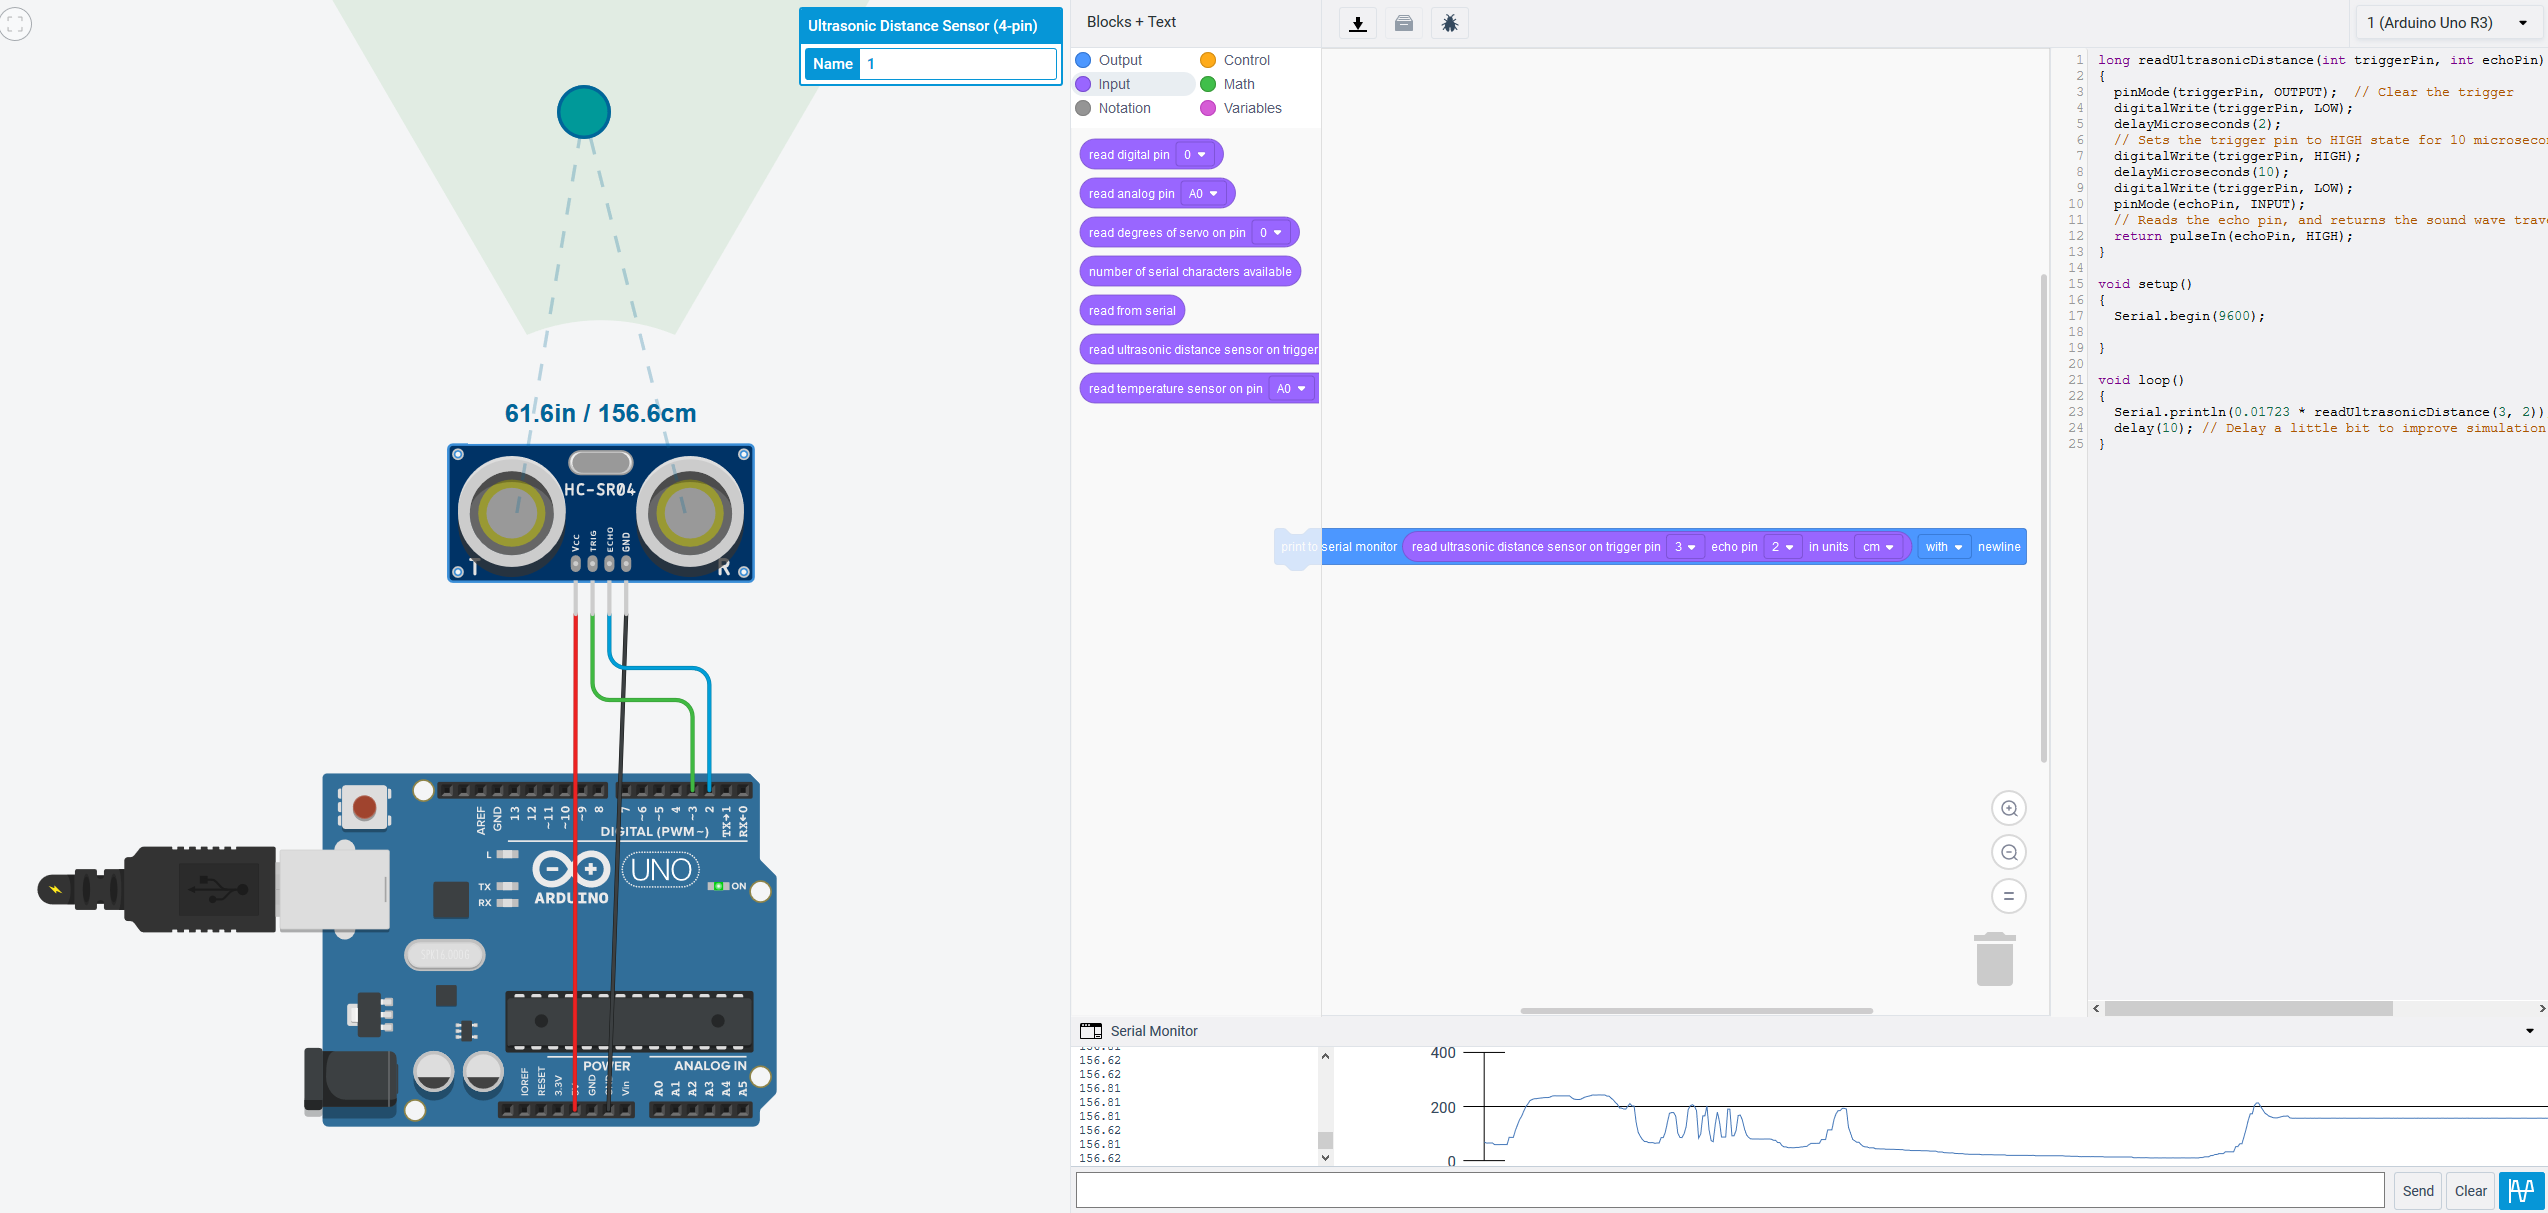 Ultrasonic Distance Sensor (4-pin)
Name 1
61.6in / 156.6cm
HC-SR04
Vcc
TRIG
ECHO
GND
T
R
AREF
GND
13
12
~11
~10
~9
8
7
~6
~5
4
~3
2
TX→1
RX←0
DIGITAL (PWM~)
L
TX
RX
ARDUINO
UNO
ON
POWER
ANALOG IN
IOREF
RESET
3.3V
GND
Vin
A0
A1
A2
A3
A4
A5
Blocks + Text
1 (Arduino Uno R3)
Output
Control
Input
Math
Notation
Variables
read digital pin 0
read analog pin A0
read degrees of servo on pin 0
number of serial characters available
read from serial
read ultrasonic distance sensor on trigger
read temperature sensor on pin A0
print to serial monitor read ultrasonic distance sensor on trigger pin 3 echo pin 2 in units cm with newline
1 long readUltrasonicDistance(int triggerPin, int echoPin)
2 {
3 pinMode(triggerPin, OUTPUT);  // Clear the trigger
4 digitalWrite(triggerPin, LOW);
5 delayMicroseconds(2);
6 // Sets the trigger pin to HIGH state for 10 microseco
7 digitalWrite(triggerPin, HIGH);
8 delayMicroseconds(10);
9 digitalWrite(triggerPin, LOW);
10 pinMode(echoPin, INPUT);
11 // Reads the echo pin, and returns the sound wave trav
12 return pulseIn(echoPin, HIGH);
13 }
14
15 void setup()
16 {
17 Serial.begin(9600);
18
19 }
20
21 void loop()
22 {
23 Serial.println(0.01723 * readUltrasonicDistance(3, 2))
24 delay(10); // Delay a little bit to improve simulation
25 }
Serial Monitor
156.62
156.62
156.81
156.81
156.81
156.62
156.81
156.62
400
200
0
Send
Clear